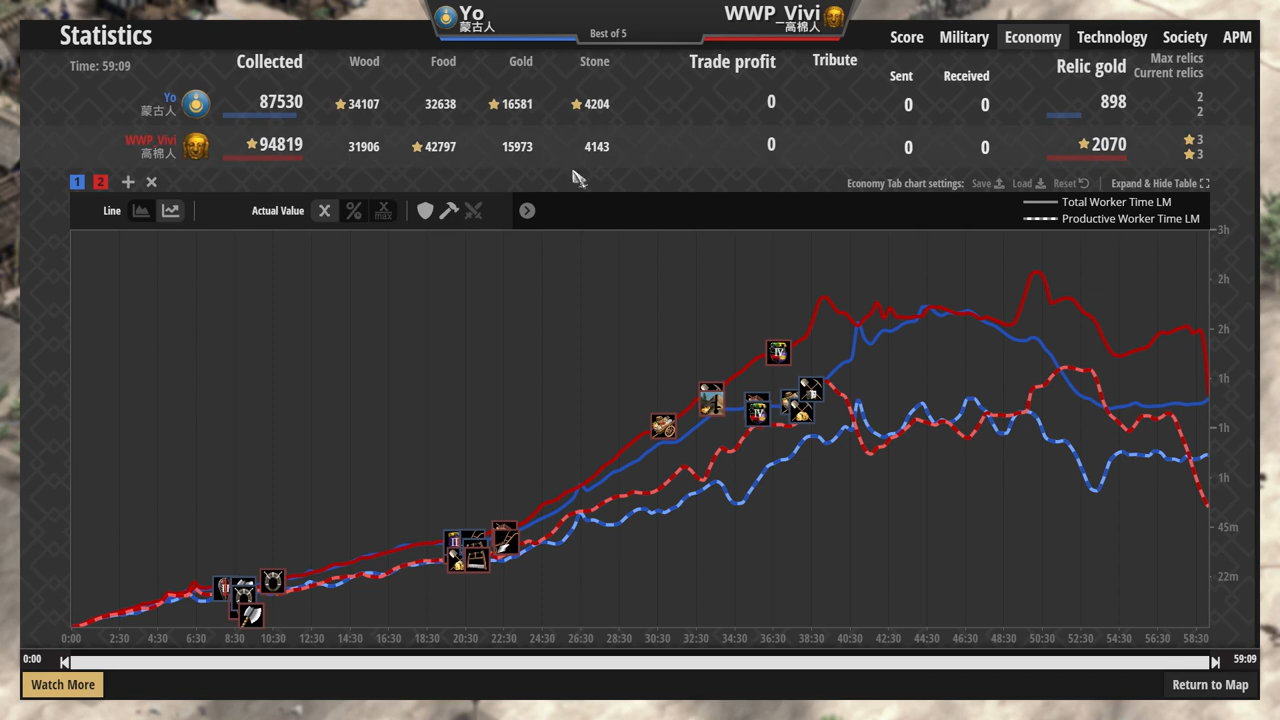 Yo
蒙古人
Best of 5
WWP_Vivi
高棉人
Statistics
Score Military Economy Technology Society APM
Time: 59:09
Collected Wood Food Gold Stone Trade profit Tribute Sent Received Relic gold Max relics
Current relics
Yo
蒙古人
87530 34107 32638 16581 4204 0 0 0 898 2
2
WWP_Vivi
高棉人
94819 31906 42797 15973 4143 0 0 0 2070 3
3
1 2 Economy Tab chart settings: Save Load Reset Expand & Hide Table
Line Actual Value X % X/max
Total Worker Time LM
Productive Worker Time LM
3h
2h
2h
1h
1h
1h
45m
22m
0:00 2:30 4:30 6:30 8:30 10:30 12:30 14:30 16:30 18:30 20:30 22:30 24:30 26:30 28:30 30:30 32:30 34:30 36:30 38:30 40:30 42:30 44:30 46:30 48:30 50:30 52:30 54:30 56:30 58:30
0:00 59:09
Watch More Return to Map